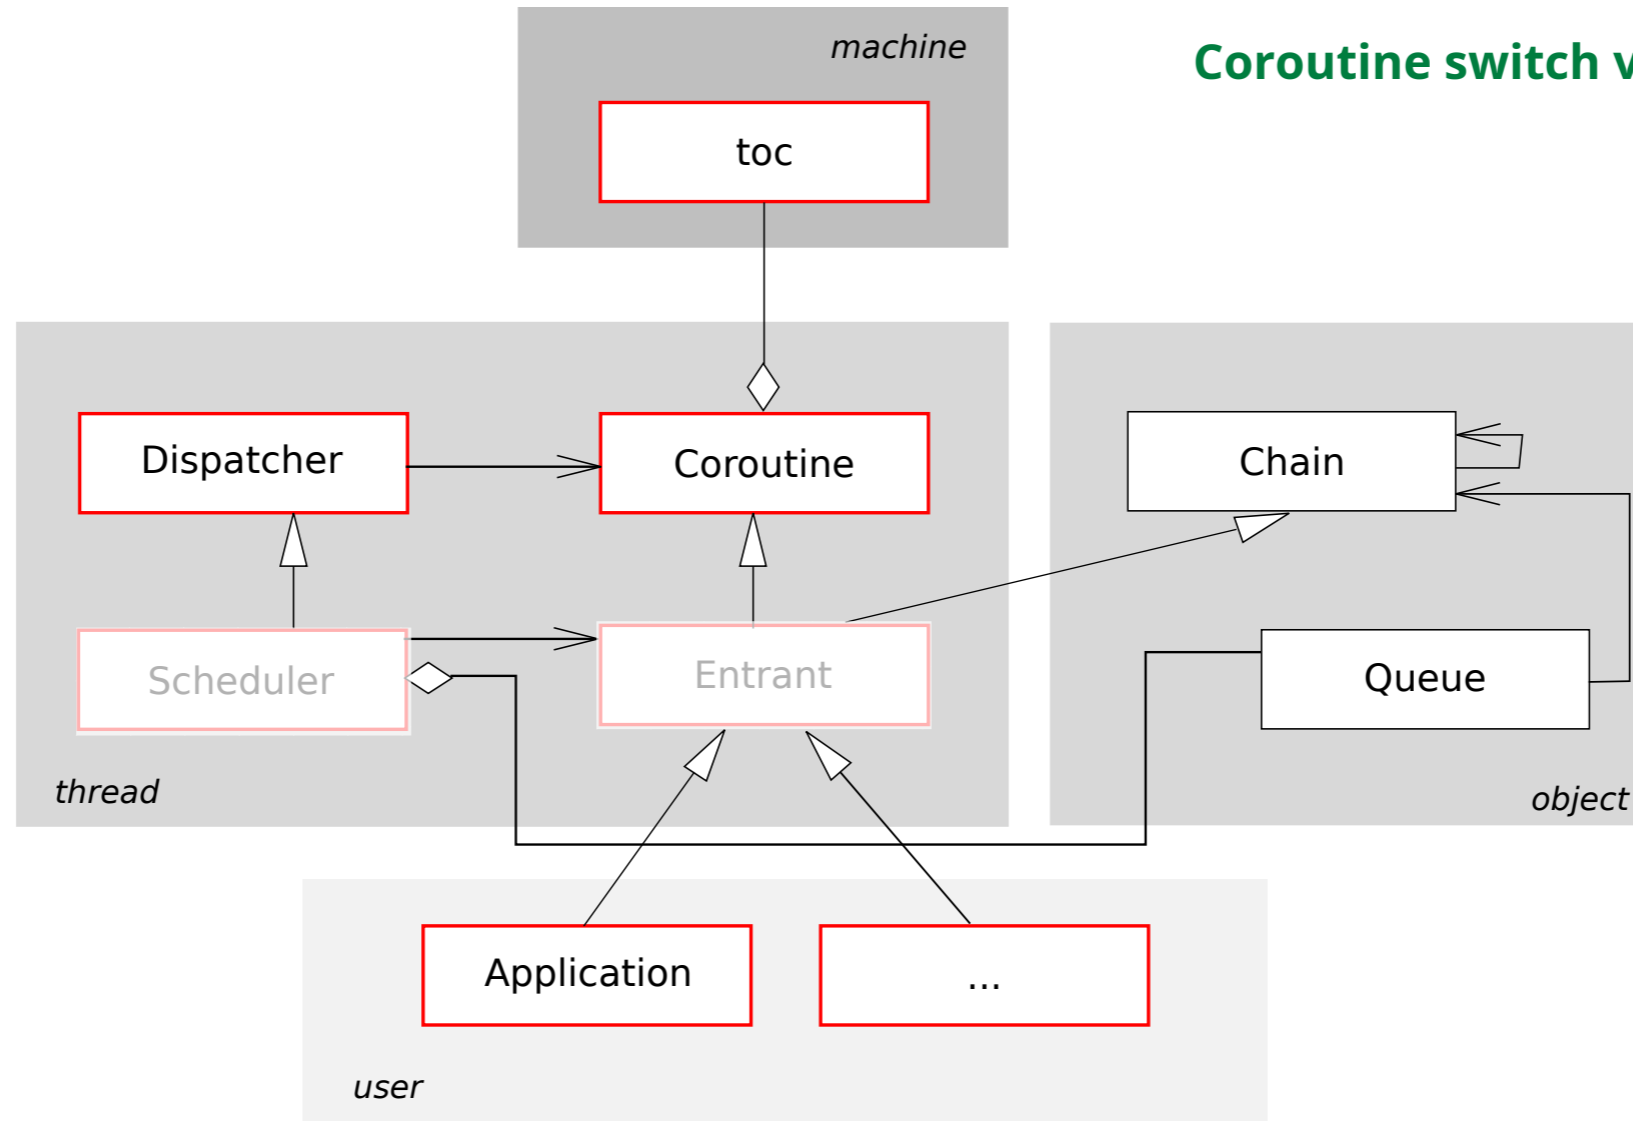 machine
Coroutine switch
toc
Dispatcher
Coroutine
Chain
Scheduler
Entrant
Queue
thread
object
Application
...
user